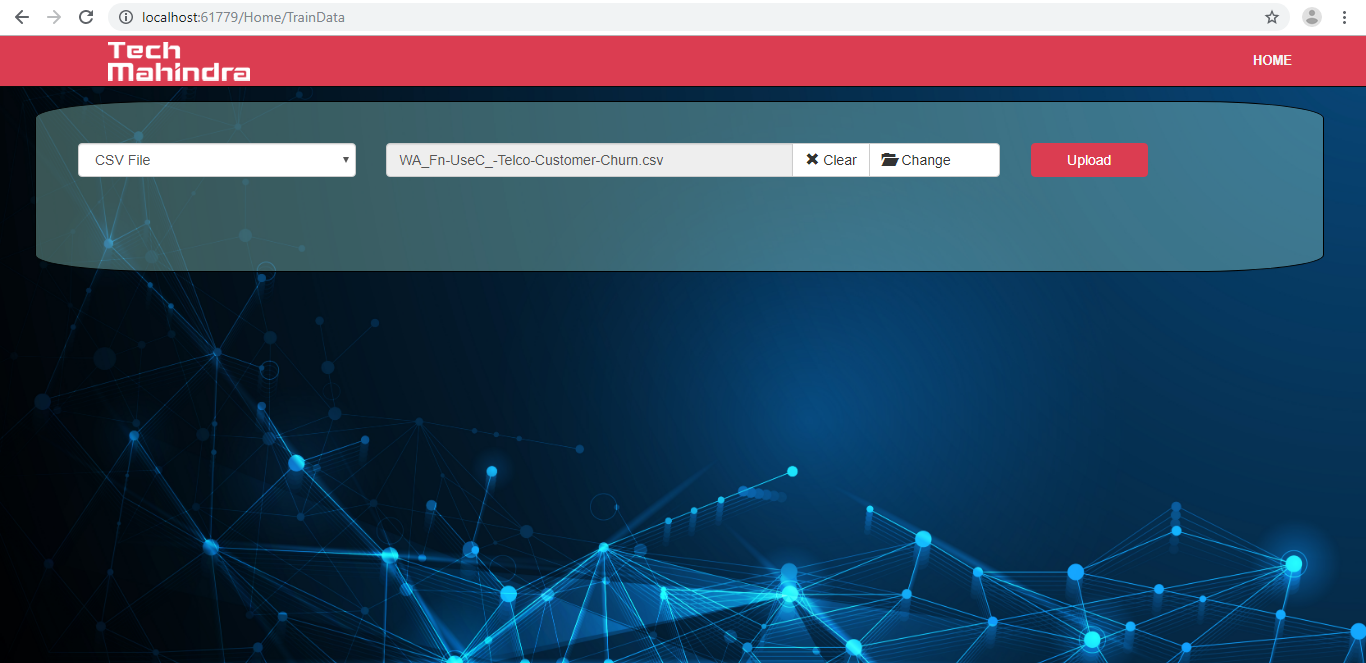 localhost:61779/Home/TrainData
Tech
Mahindra
HOME
CSV File
WA_Fn-UseC_-Telco-Customer-Churn.csv
Clear
Change
Upload